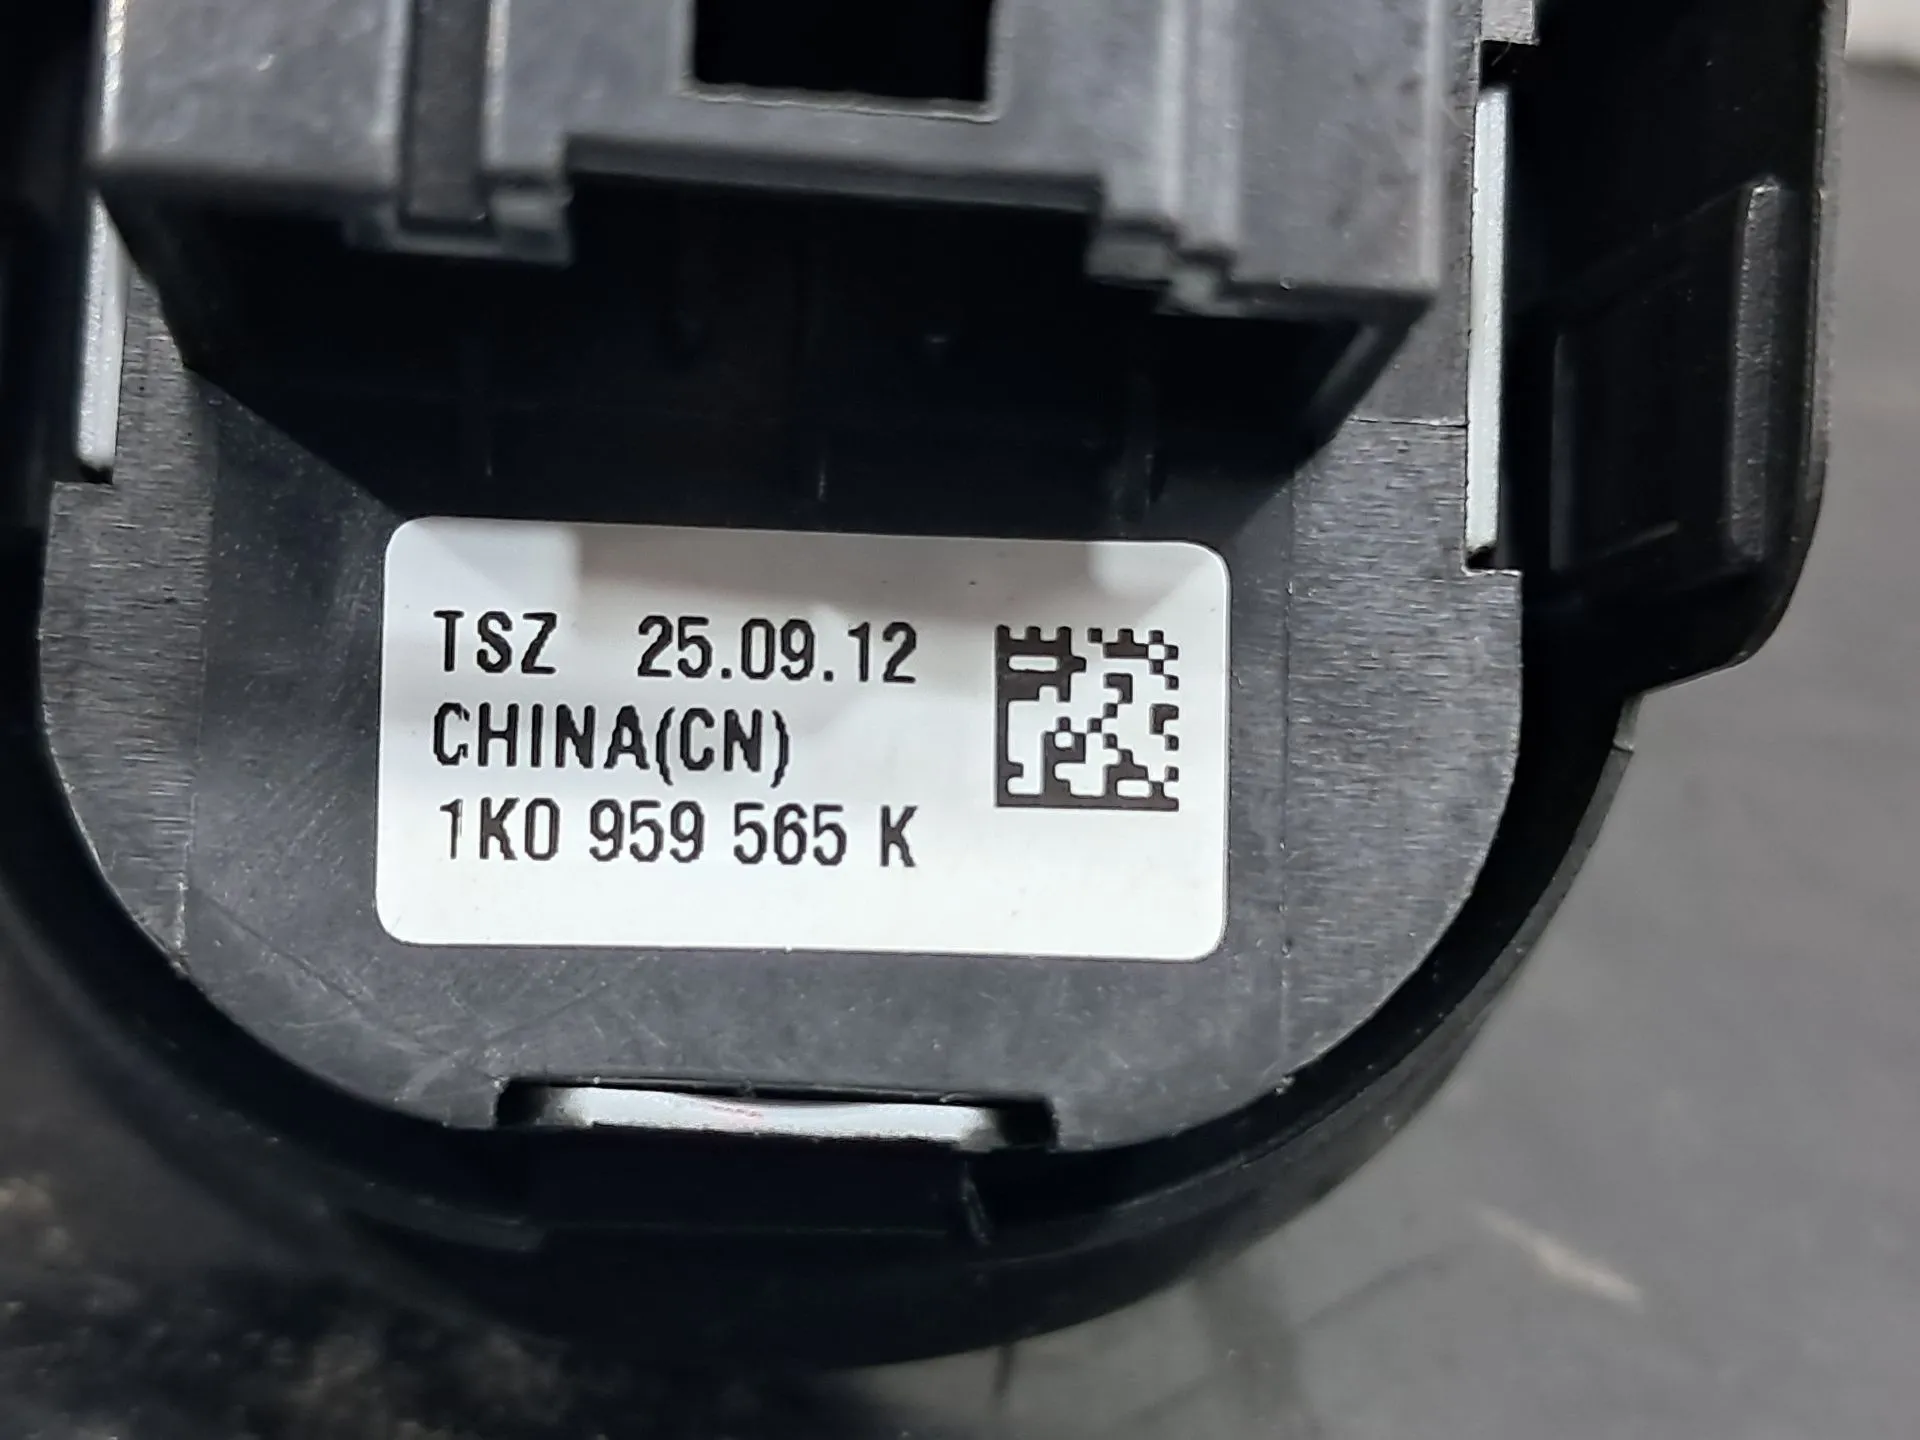 TSZ 25.09.12
CHINA(CN)
1K0 959 565 K